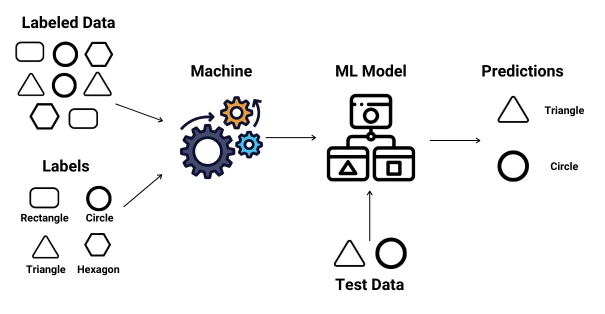 Labeled Data
Machine
ML Model
Predictions
Triangle
Circle
Labels
Rectangle Circle
Triangle Hexagon
Test Data